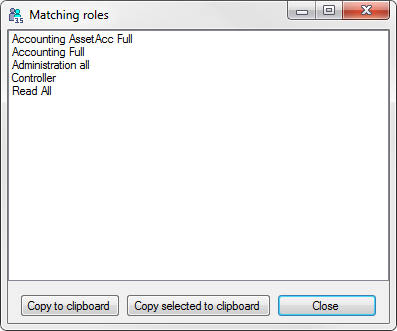 15
Matching roles
Accounting AssetAcc Full
Accounting Full
Administration all
Controller
Read All
Copy to clipboard
Copy selected to clipboard
Close